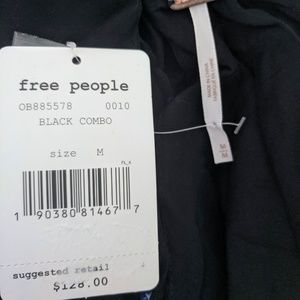 free people
OB885578 0010
BLACK COMBO
size M
1 90380 81467 7
suggested retail
$128.00